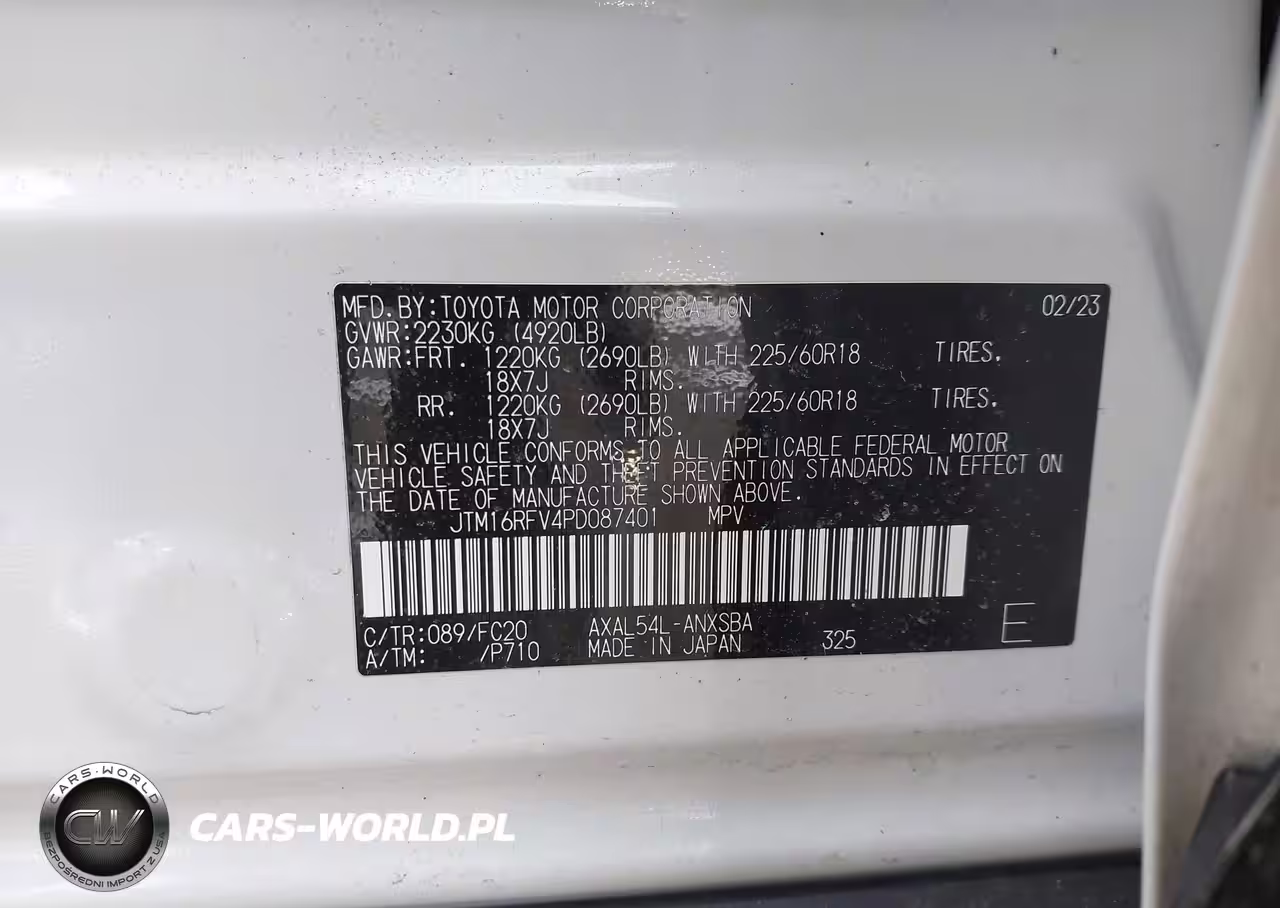 MFD.BY:TOYOTA MOTOR CORPORATION 02/23
GVWR:2230KG (4920LB)
GAWR:FRT. 1220KG (2690LB) WITH 225/60R18 TIRES.
18X7J RIMS.
RR. 1220KG (2690LB) WITH 225/60R18 TIRES.
18X7J RIMS.
THIS VEHICLE CONFORMS TO ALL APPLICABLE FEDERAL MOTOR
VEHICLE SAFETY AND THEFT PREVENTION STANDARDS IN EFFECT ON
THE DATE OF MANUFACTURE SHOWN ABOVE.
JTM16RFV4PD087401 MPV
C/TR:089/FC20 AXAL54L-ANXSBA
A/TM: /P710 MADE IN JAPAN 325 E
CARS-WORLD
CW
BEZPOŚREDNI IMPORT Z USA
CARS-WORLD.PL